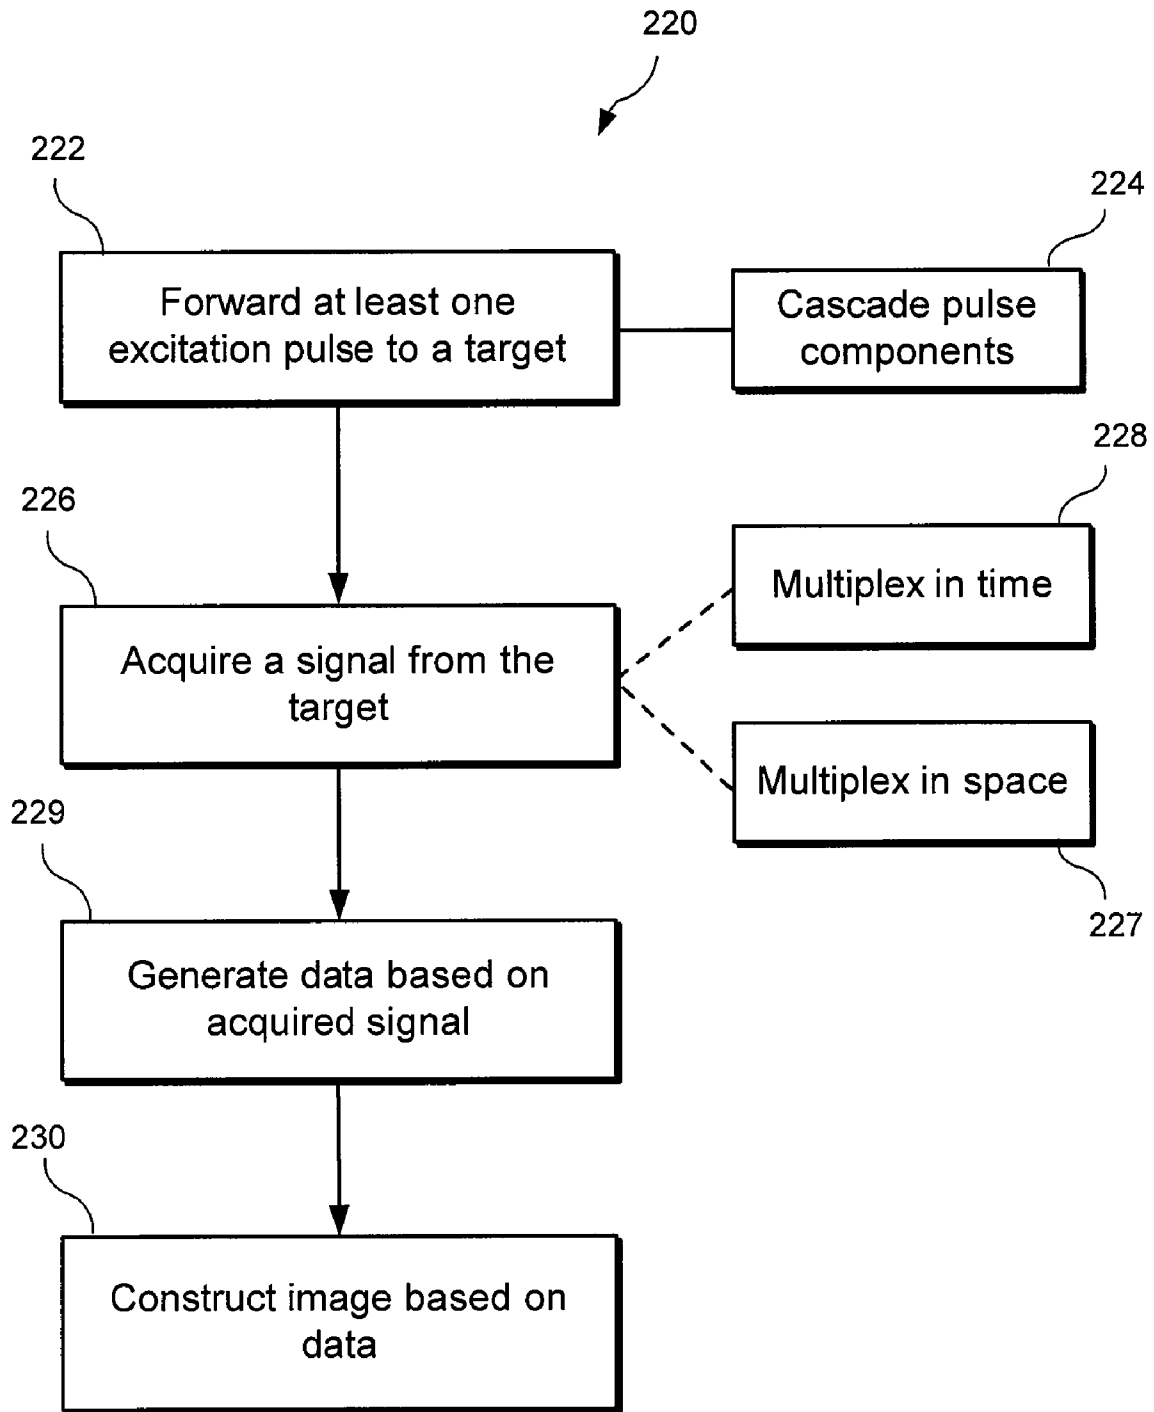 220
222
Forward at least one
excitation pulse to a target
224
Cascade pulse
components
226
Acquire a signal from the
target
228
Multiplex in time
Multiplex in space
227
229
Generate data based on
acquired signal
230
Construct image based on
data